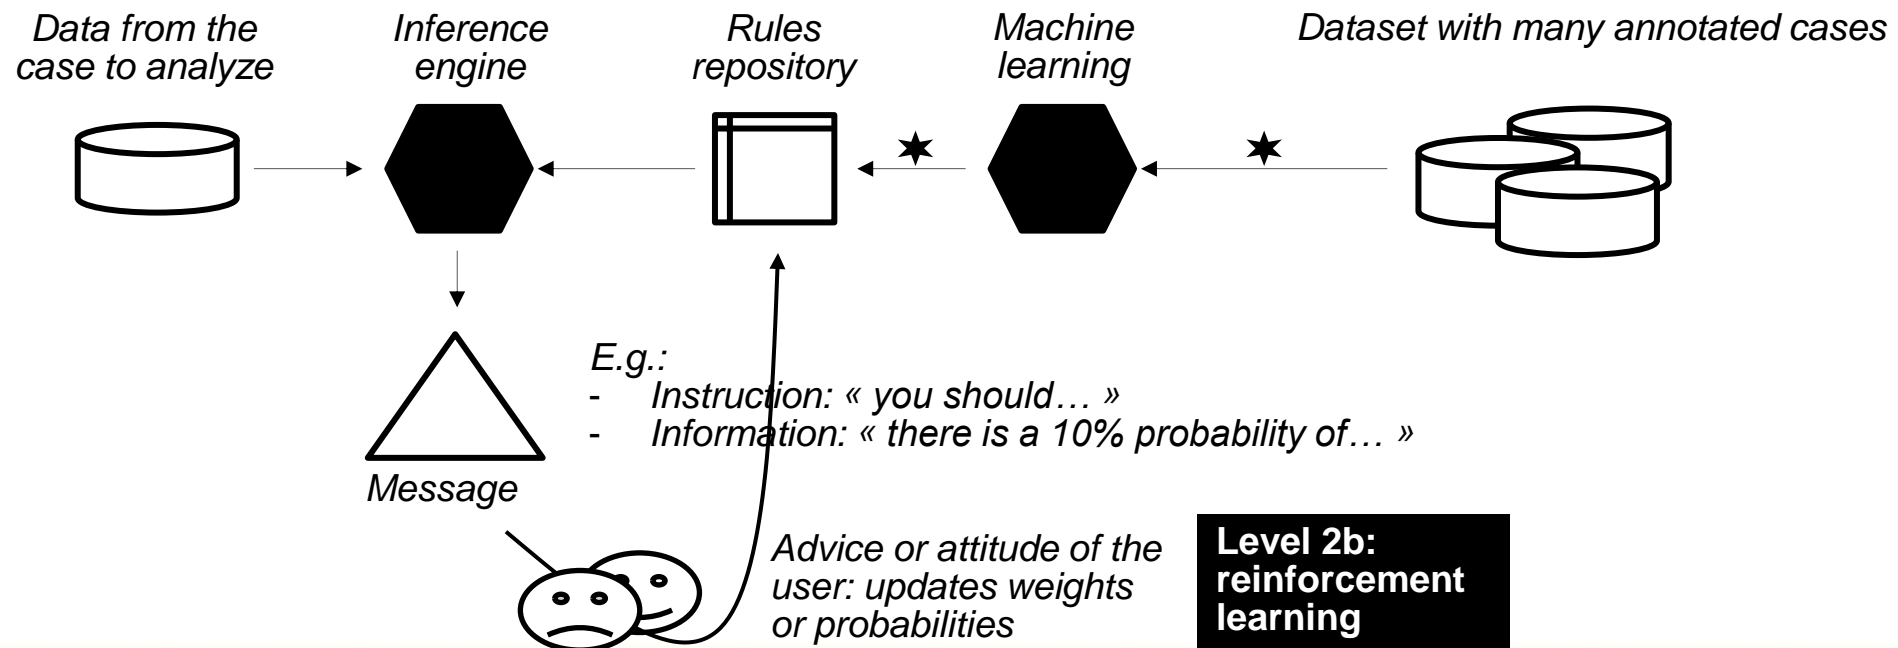 Data from the
case to analyze
Inference
engine
Rules
repository
Machine
learning
Dataset with many annotated cases
E.g.:
- Instruction: « you should… »
- Information: « there is a 10% probability of… »
Message
Advice or attitude of the
user: updates weights
or probabilities
Level 2b:
reinforcement
learning